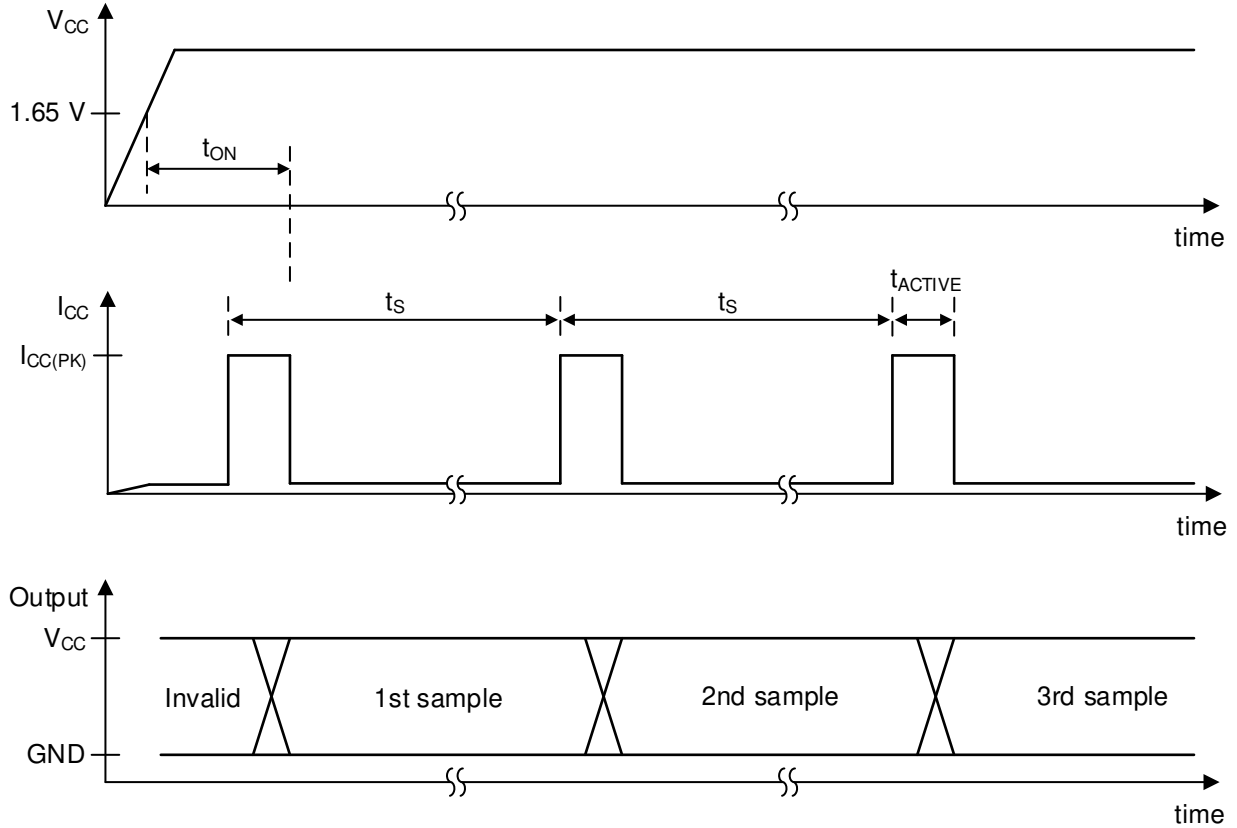 VCC
1.65 V
tON
time
ICC
tS
tS
tACTIVE
ICC(PK)
time
Output
VCC
Invalid
1st sample
2nd sample
3rd sample
GND
time